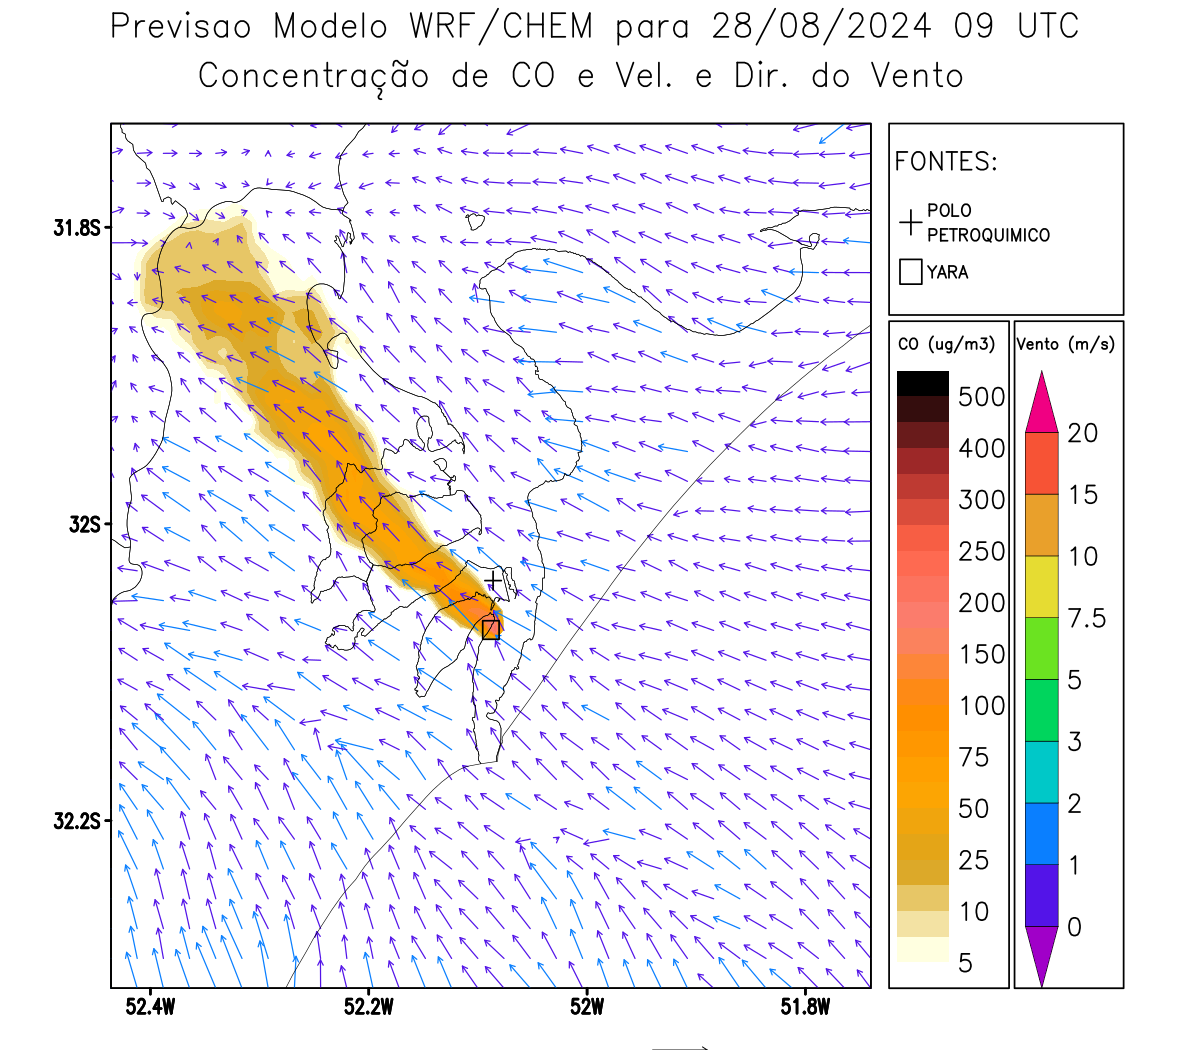 Previsao Modelo WRF/CHEM para 28/08/2024 09 UTC
Concentração de CO e Vel. e Dir. do Vento
FONTES:
POLO
PETROQUIMICO
YARA
CO (ug/m3)
500
400
300
250
200
150
100
75
50
25
10
5
Vento (m/s)
20
15
10
7.5
5
3
2
1
0
31.8S
32S
32.2S
52.4W
52.2W
52W
51.8W